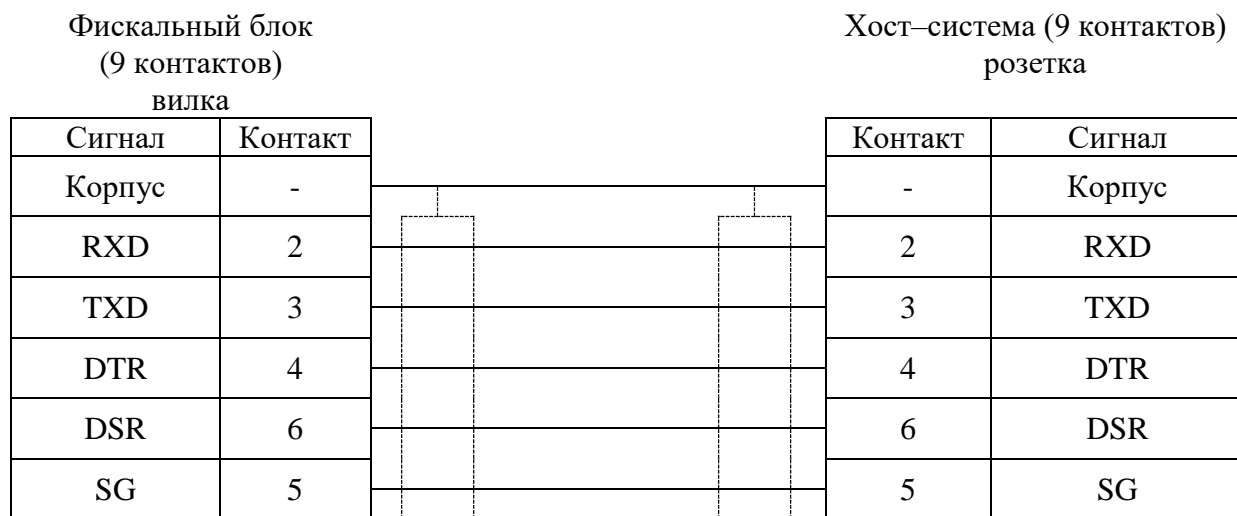 Фискальный блок
(9 контактов)
вилка
Хост–система (9 контактов)
розетка
Сигнал Контакт Контакт Сигнал
Корпус - - Корпус
RXD 2 2 RXD
TXD 3 3 TXD
DTR 4 4 DTR
DSR 6 6 DSR
SG 5 5 SG